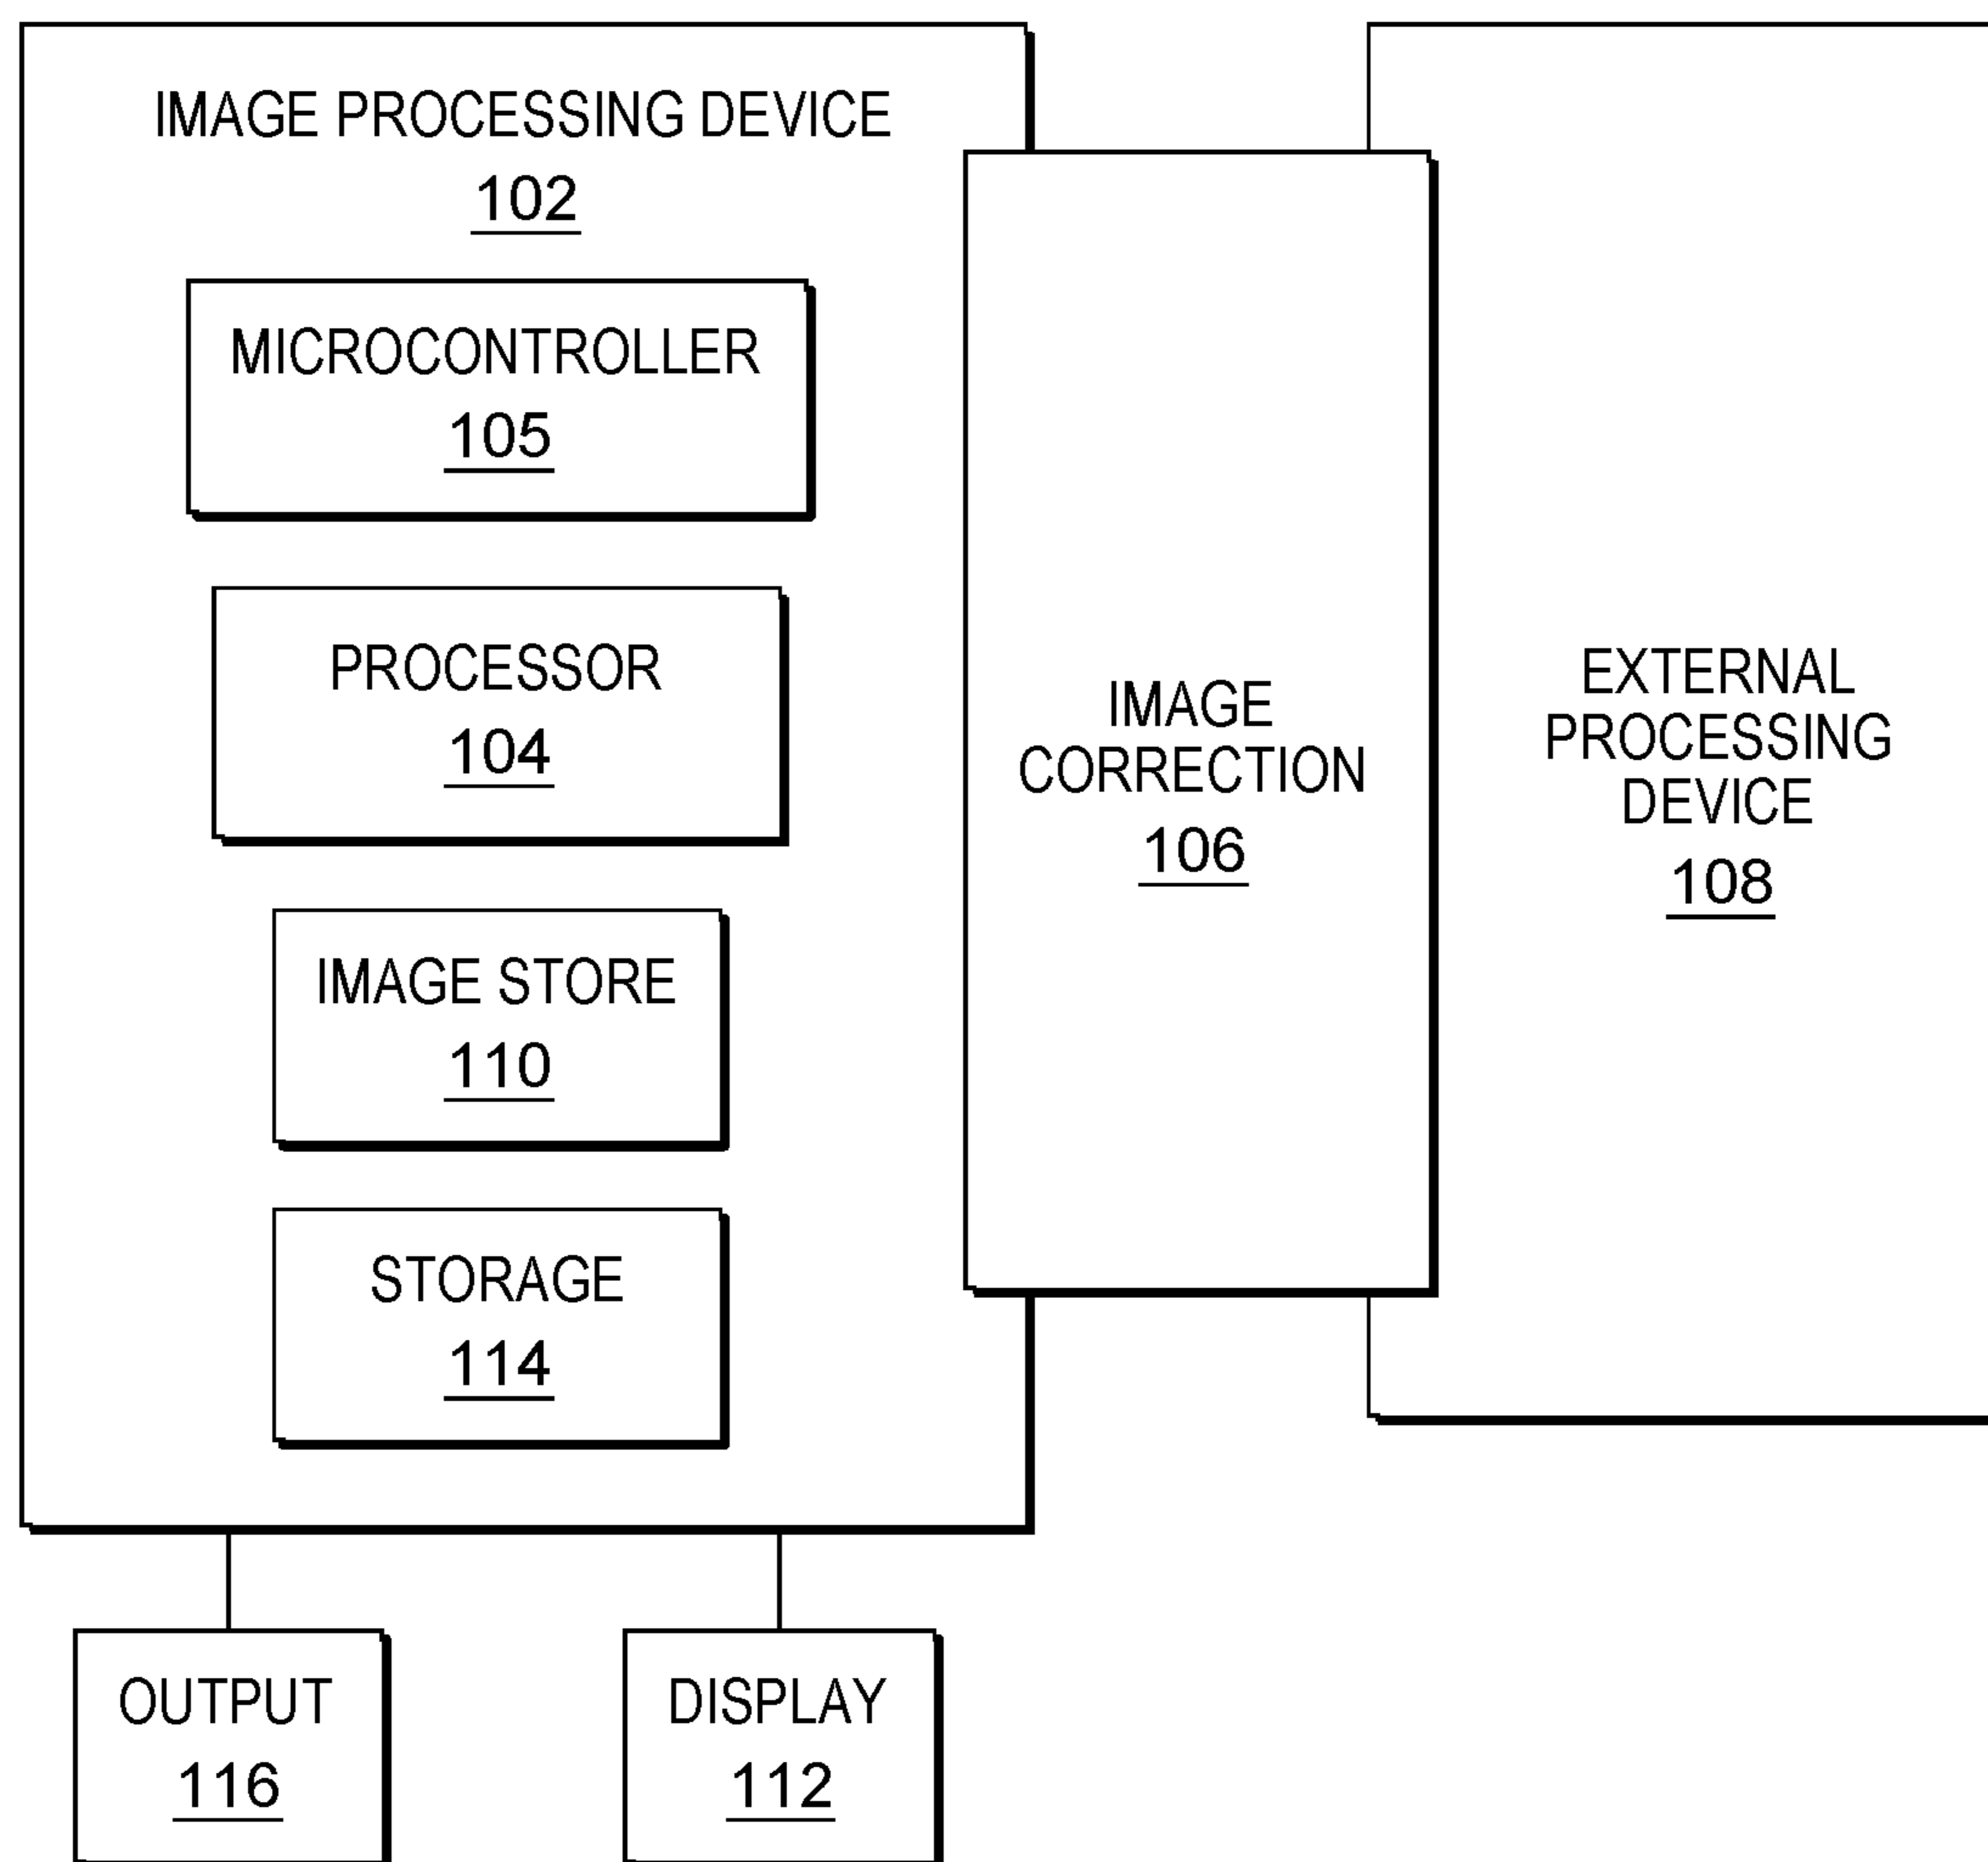 IMAGE PROCESSING DEVICE
102
MICROCONTROLLER
105
PROCESSOR
104
IMAGE STORE
110
STORAGE
114
IMAGE
CORRECTION
106
EXTERNAL
PROCESSING
DEVICE
108
OUTPUT
116
DISPLAY
112